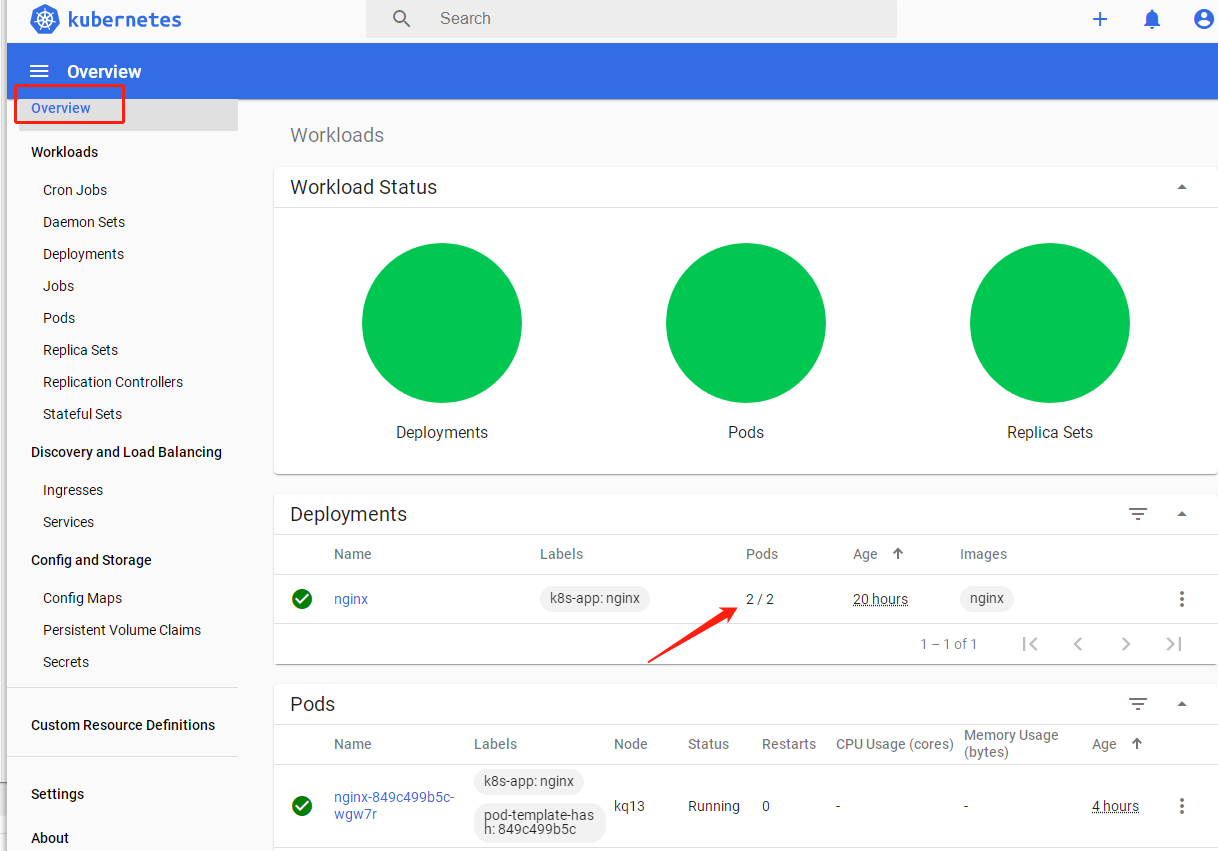 kubernetes
Search
Overview
Overview
Workloads
Cron Jobs
Daemon Sets
Deployments
Jobs
Pods
Replica Sets
Replication Controllers
Stateful Sets
Discovery and Load Balancing
Ingresses
Services
Config and Storage
Config Maps
Persistent Volume Claims
Secrets
Custom Resource Definitions
Settings
About
Workloads
Workload Status
Deployments
Pods
Replica Sets
Deployments
Name Labels Pods Age Images
nginx k8s-app: nginx 2 / 2 20 hours nginx
1 – 1 of 1
Pods
Name Labels Node Status Restarts CPU Usage (cores) Memory Usage
(bytes) Age
nginx-849c499b5c-
wgw7r
k8s-app: nginx
pod-template-has
h: 849c499b5c
kq13 Running 0 - - 4 hours